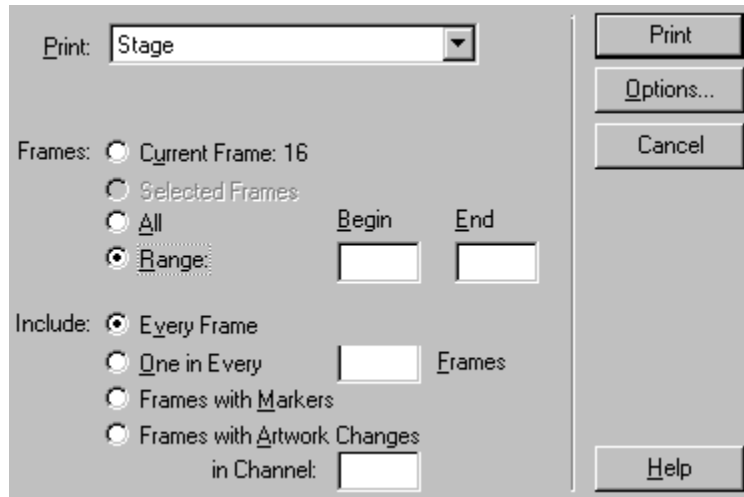 Print: Stage
Print
Options...
Cancel
Frames: Current Frame: 16
Selected Frames
All
Begin End
Range:
Include: Every Frame
One in Every Frames
Frames with Markers
Frames with Artwork Changes
in Channel:
Help